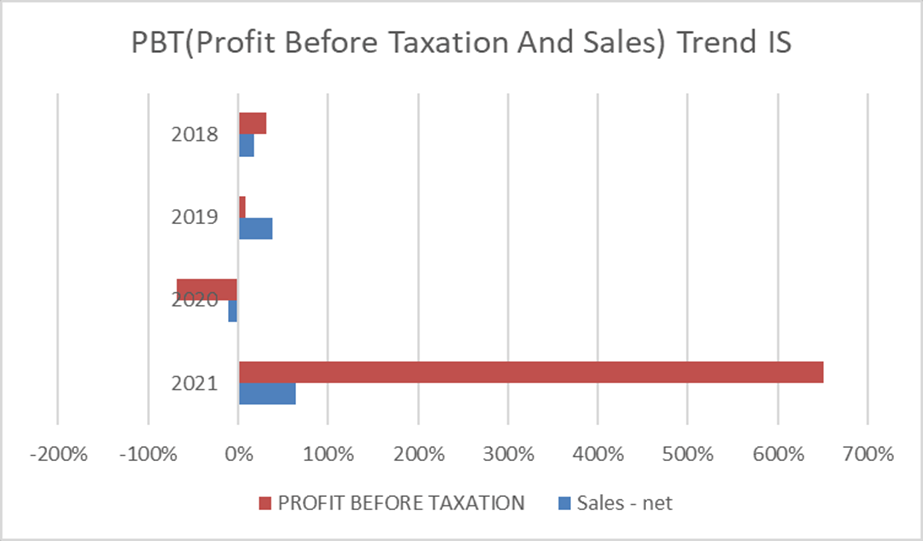 PBT(Profit Before Taxation And Sales) Trend IS
2018
2019
2020
2021
-200% -100% 0% 100% 200% 300% 400% 500% 600% 700%
PROFIT BEFORE TAXATION Sales - net